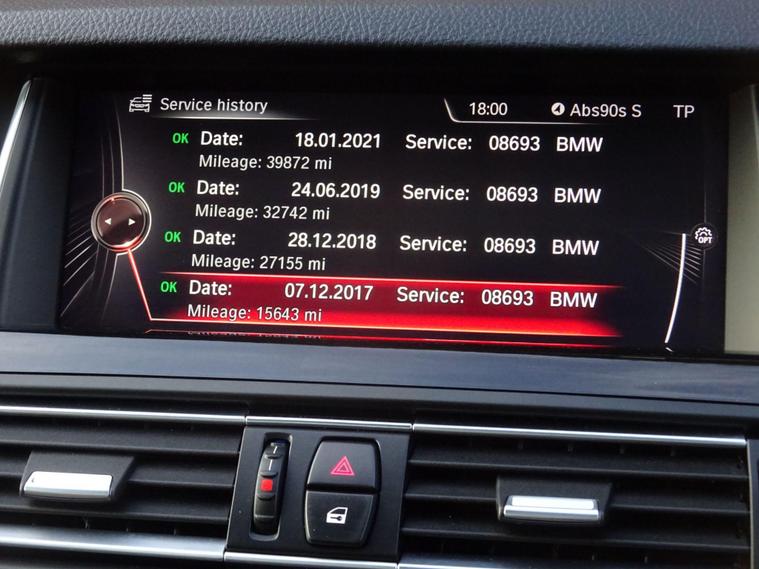 Service history 18:00 Abs90s S TP
OK Date: 18.01.2021 Service: 08693 BMW
Mileage: 39872 mi
OK Date: 24.06.2019 Service: 08693 BMW
Mileage: 32742 mi
OK Date: 28.12.2018 Service: 08693 BMW
Mileage: 27155 mi
OPT
OK Date: 07.12.2017 Service: 08693 BMW
Mileage: 15643 mi